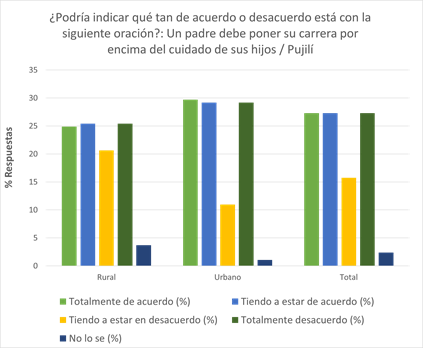 ¿Podría indicar qué tan de acuerdo o desacuerdo está con la
siguiente oración?: Un padre debe poner su carrera por
encima del cuidado de sus hijos / Pujilí
35
30
25
20
15
10
5
0
% Respuestas
Rural Urbano Total
Totalmente de acuerdo (%) Tiendo a estar de acuerdo (%)
Tiendo a estar en desacuerdo (%) Totalmente desacuerdo (%)
No lo se (%)